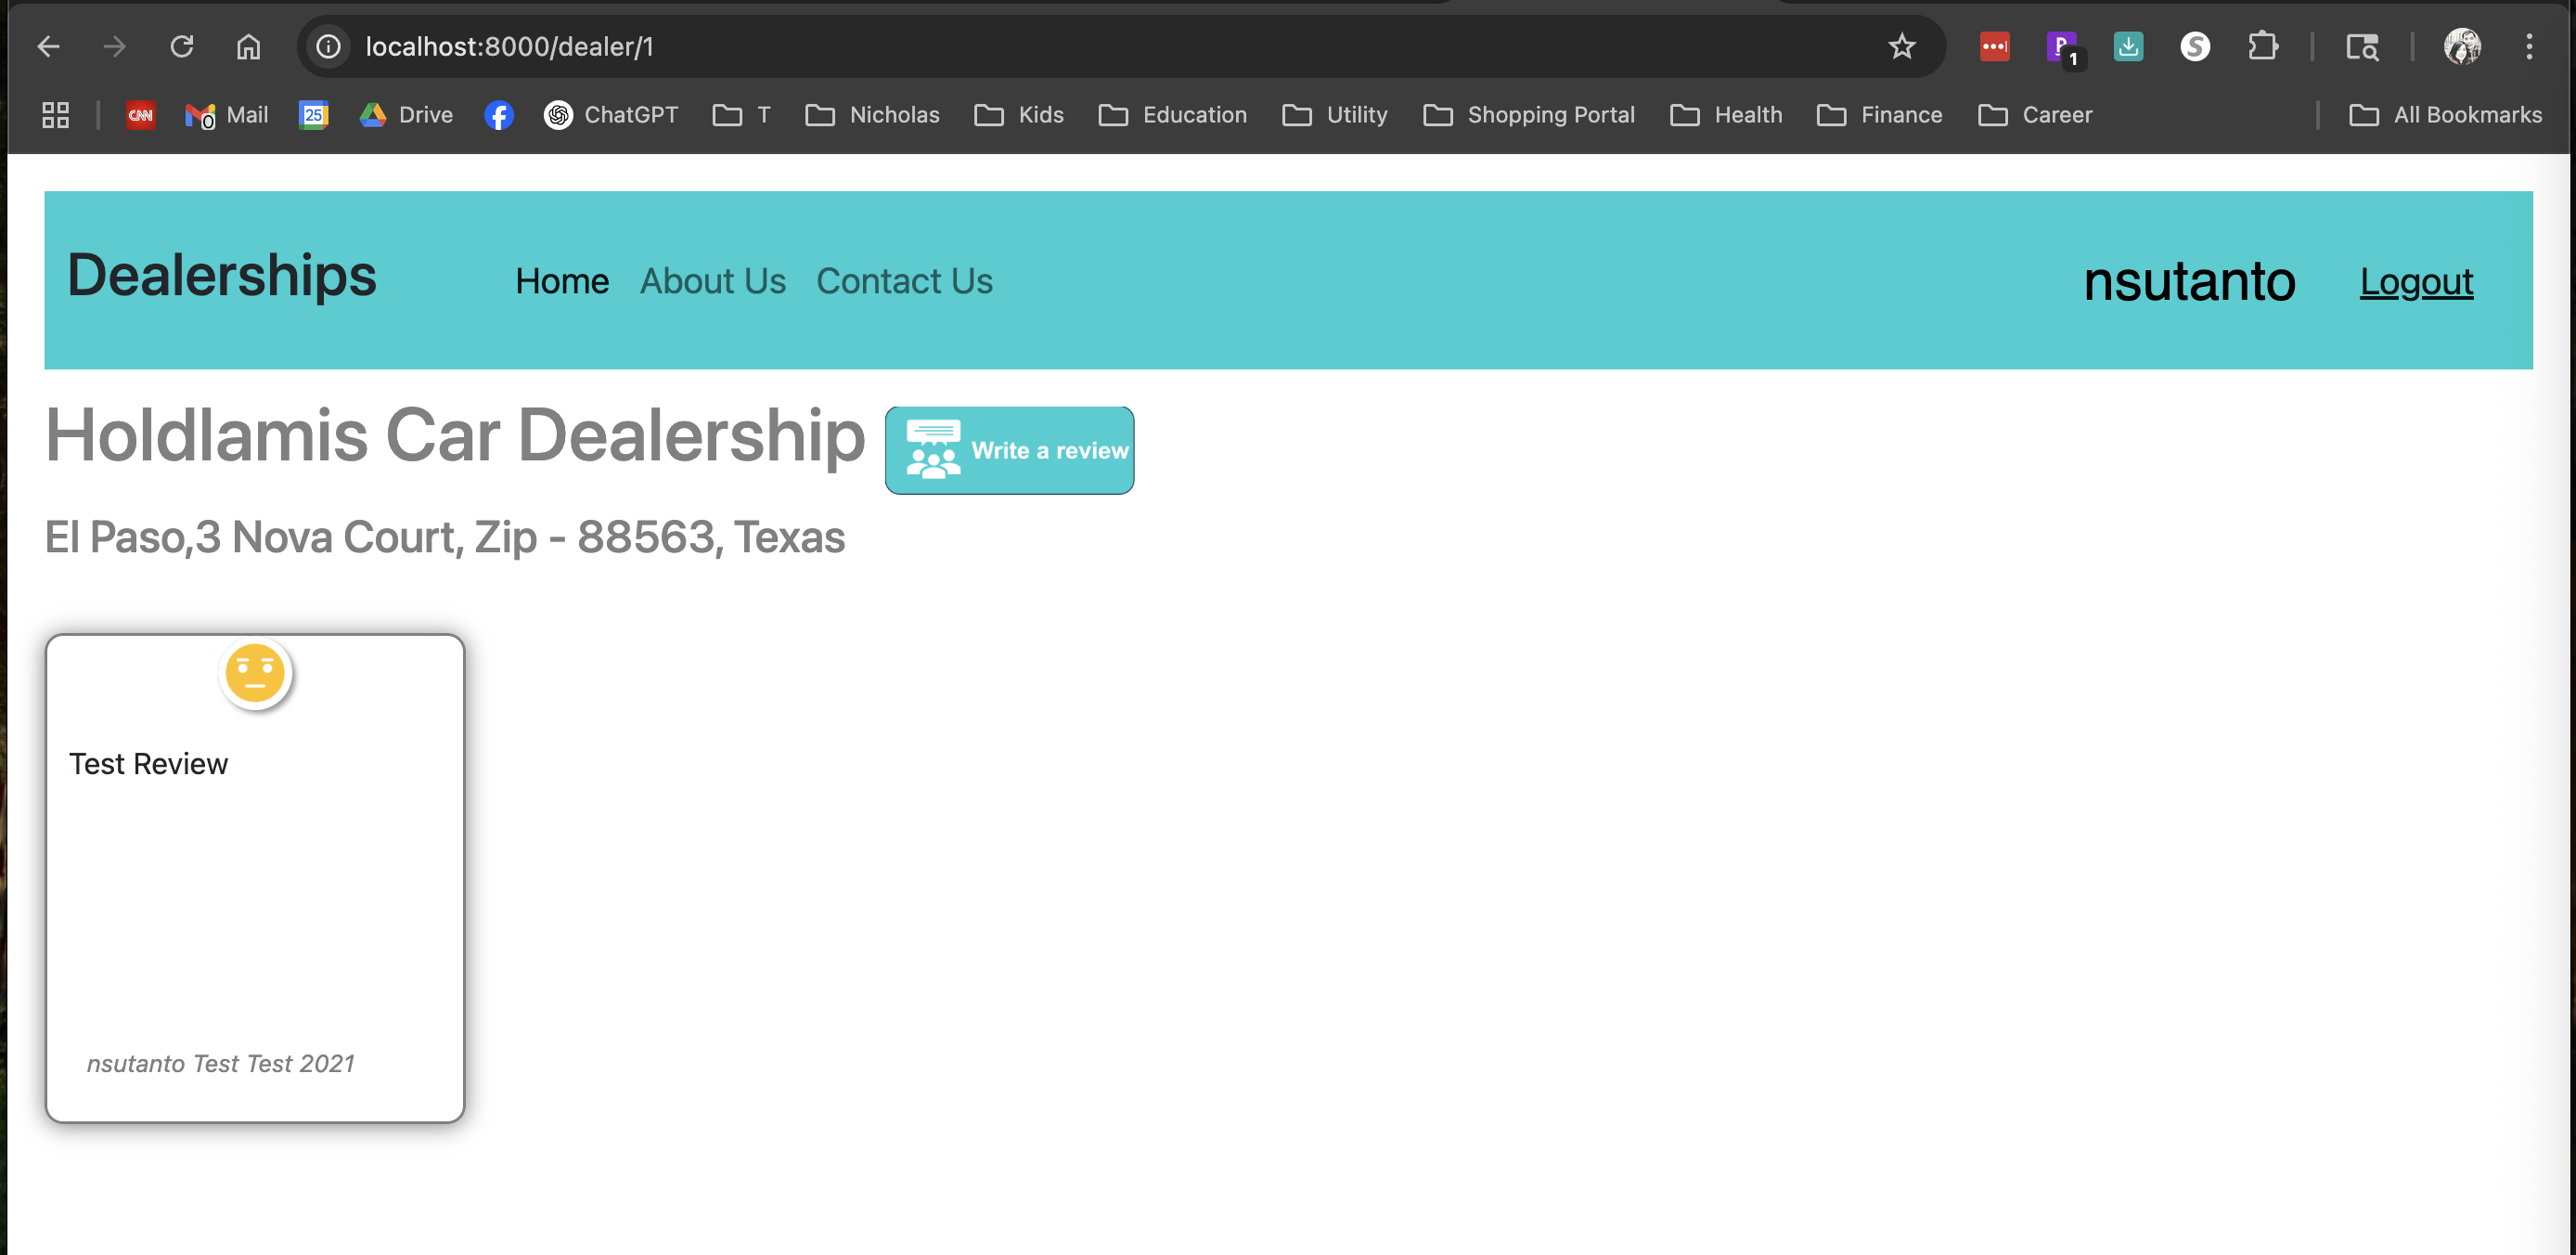 localhost:8000/dealer/1
1
CNN 0 Mail 25 Drive ChatGPT T Nicholas Kids Education Utility Shopping Portal Health Finance Career All Bookmarks
Dealerships Home About Us Contact Us nsutanto Logout
Holdlamis Car Dealership Write a review
El Paso,3 Nova Court, Zip - 88563, Texas
Test Review
nsutanto Test Test 2021